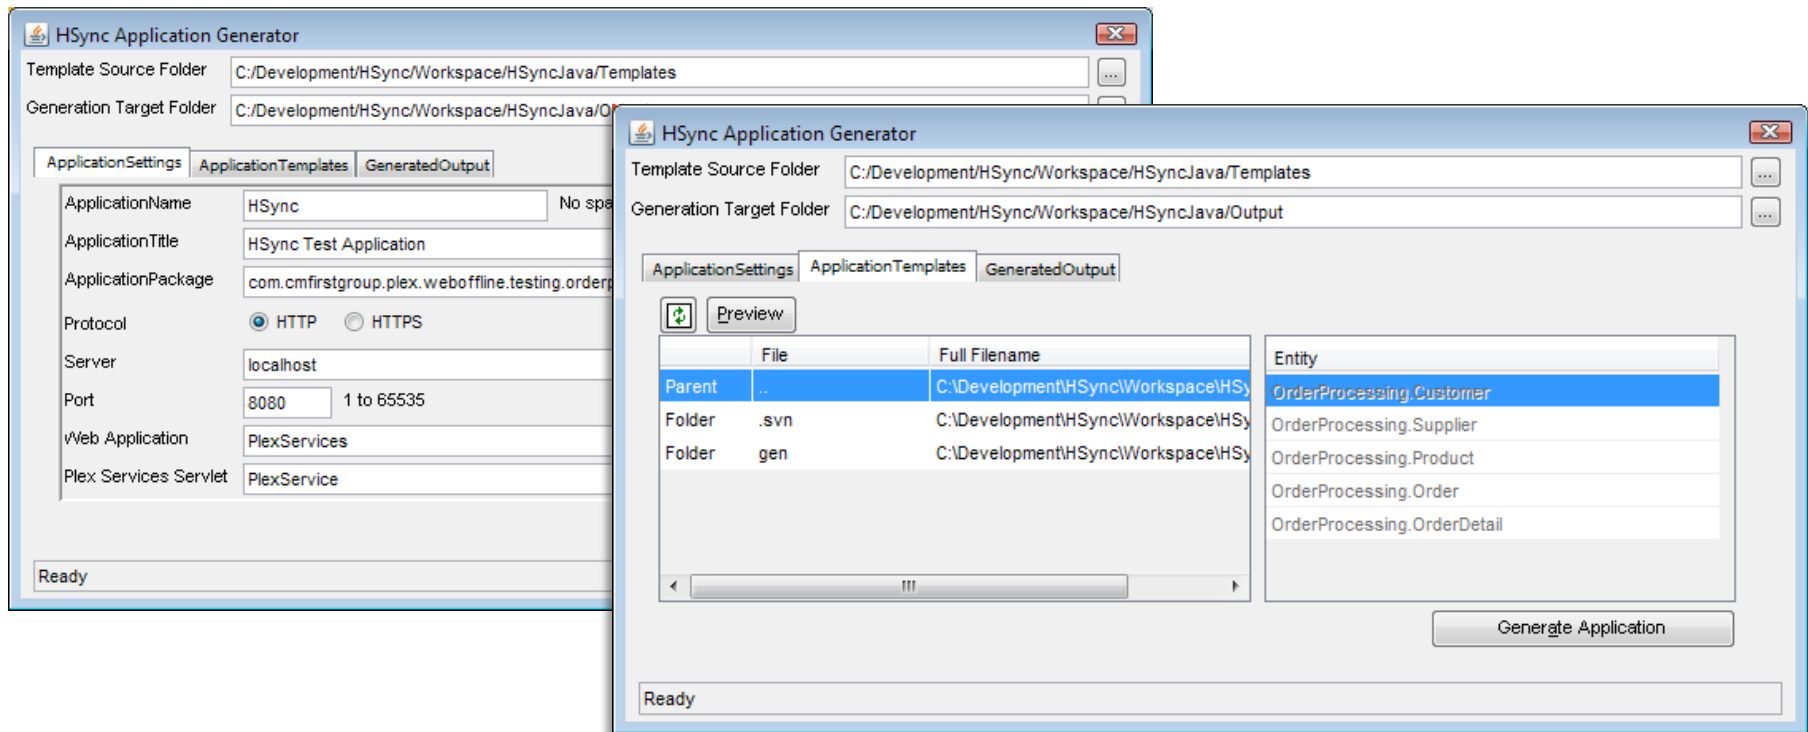 HSync Application Generator
Template Source Folder C:/Development/HSync/Workspace/HSyncJava/Templates ...
Generation Target Folder C:/Development/HSync/Workspace/HSyncJava/O
ApplicationSettings ApplicationTemplates GeneratedOutput
ApplicationName HSync No spa
ApplicationTitle HSync Test Application
ApplicationPackage com.cmfirstgroup.plex.weboffline.testing.orderp
Protocol HTTP HTTPS
Server localhost
Port 8080 1 to 65535
Web Application PlexServices
Plex Services Servlet PlexService
Ready
HSync Application Generator
Template Source Folder C:/Development/HSync/Workspace/HSyncJava/Templates ...
Generation Target Folder C:/Development/HSync/Workspace/HSyncJava/Output ...
ApplicationSettings ApplicationTemplates GeneratedOutput
Preview
File Full Filename
Parent .. C:\Development\HSync\Workspace\HSy
Folder .svn C:\Development\HSync\Workspace\HSy
Folder gen C:\Development\HSync\Workspace\HSy
Entity
OrderProcessing.Customer
OrderProcessing.Supplier
OrderProcessing.Product
OrderProcessing.Order
OrderProcessing.OrderDetail
Generate Application
Ready